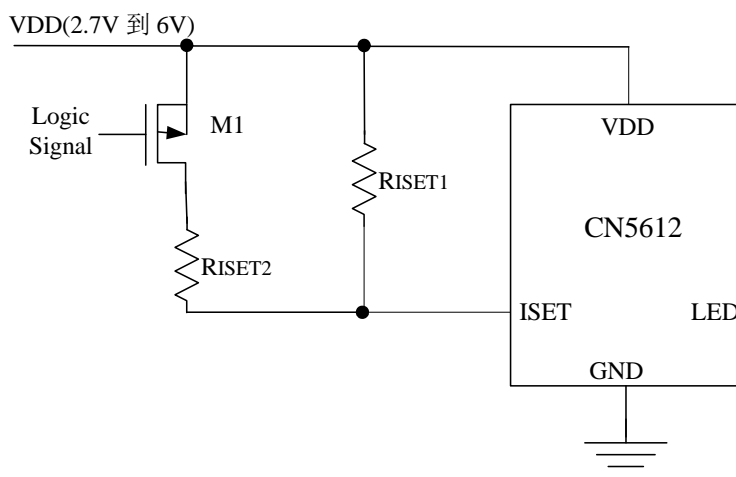 VDD(2.7V 到 6V)
Logic
Signal
M1
RISET1
RISET2
VDD
CN5612
ISET
LED
GND